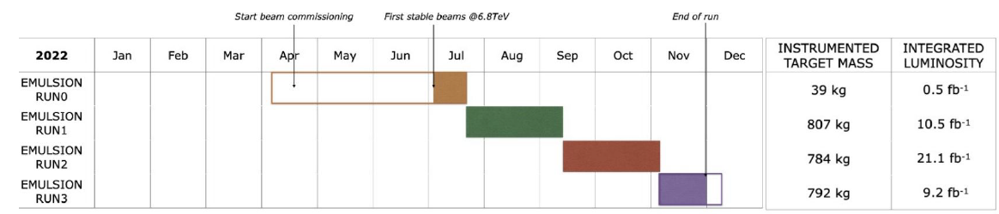 Start beam commissioning First stable beams @6.8TeV End of run
2022 Jan Feb Mar Apr May Jun Jul Aug Sep Oct Nov Dec INSTRUMENTED TARGET MASS INTEGRATED LUMINOSITY
EMULSION RUN0 39 kg 0.5 fb⁻¹
EMULSION RUN1 807 kg 10.5 fb⁻¹
EMULSION RUN2 784 kg 21.1 fb⁻¹
EMULSION RUN3 792 kg 9.2 fb⁻¹